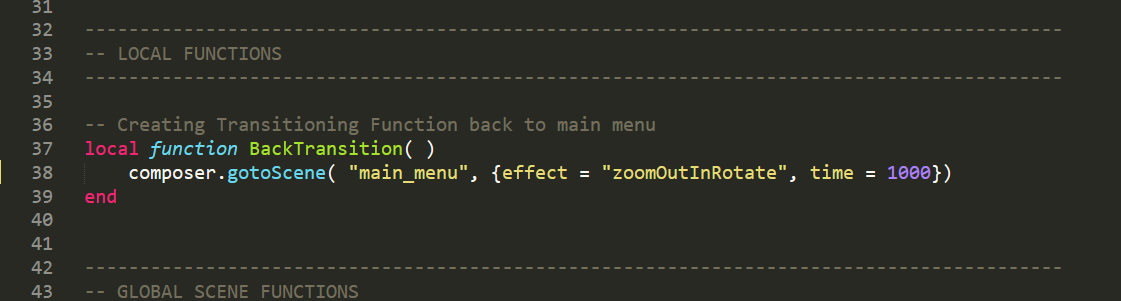 31
32 -----------------------------------------------------------------------------------------
33 -- LOCAL FUNCTIONS
34 -----------------------------------------------------------------------------------------
35
36 -- Creating Transitioning Function back to main menu
37 local function BackTransition( )
38     composer.gotoScene( "main_menu", {effect = "zoomOutInRotate", time = 1000})
39 end
40
41
42 -----------------------------------------------------------------------------------------
43 -- GLOBAL SCENE FUNCTIONS